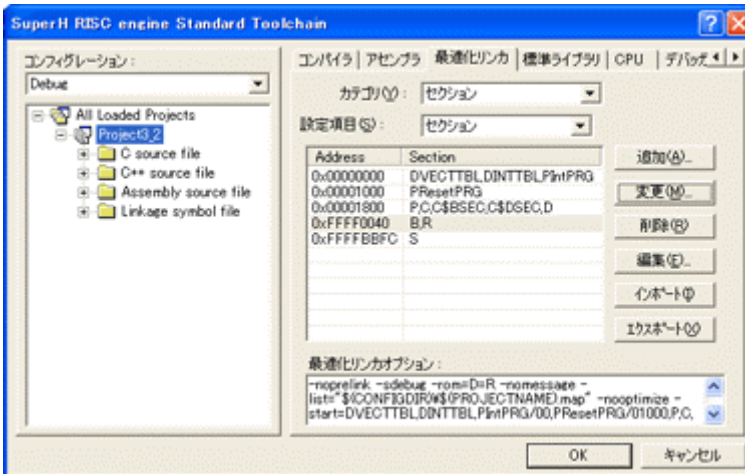 SuperH RISC engine Standard Toolchain
コンフィグレーション :
Debug
All Loaded Projects
Project3_2
C source file
C++ source file
Assembly source file
Linkage symbol file
コンパイラ アセンブラ 最適化リンカ 標準ライブラリ CPU デバッガ
カテゴリ(Y) : セクション
設定項目(S) : セクション
Address Section
0x00000000 DVECTTBL,DINTTBL,PIntPRG
0x00001000 PResetPRG
0x00001800 P,C,C$BSEC,C$DSEC,D
0xFFFF0040 B,R
0xFFFFBBFC S
追加(A)...
変更(M)...
削除(R)
編集(E)...
インポート(I)
エクスポート(X)
最適化リンカオプション :
-noprelink -sdebug -rom=D=R -nomessage -
list="$(CONFIGDIR)¥$(PROJECTNAME).map" -nooptimize -
start=DVECTTBL,DINTTBL,PIntPRG/00,PResetPRG/01000,P,C,
OK キャンセル